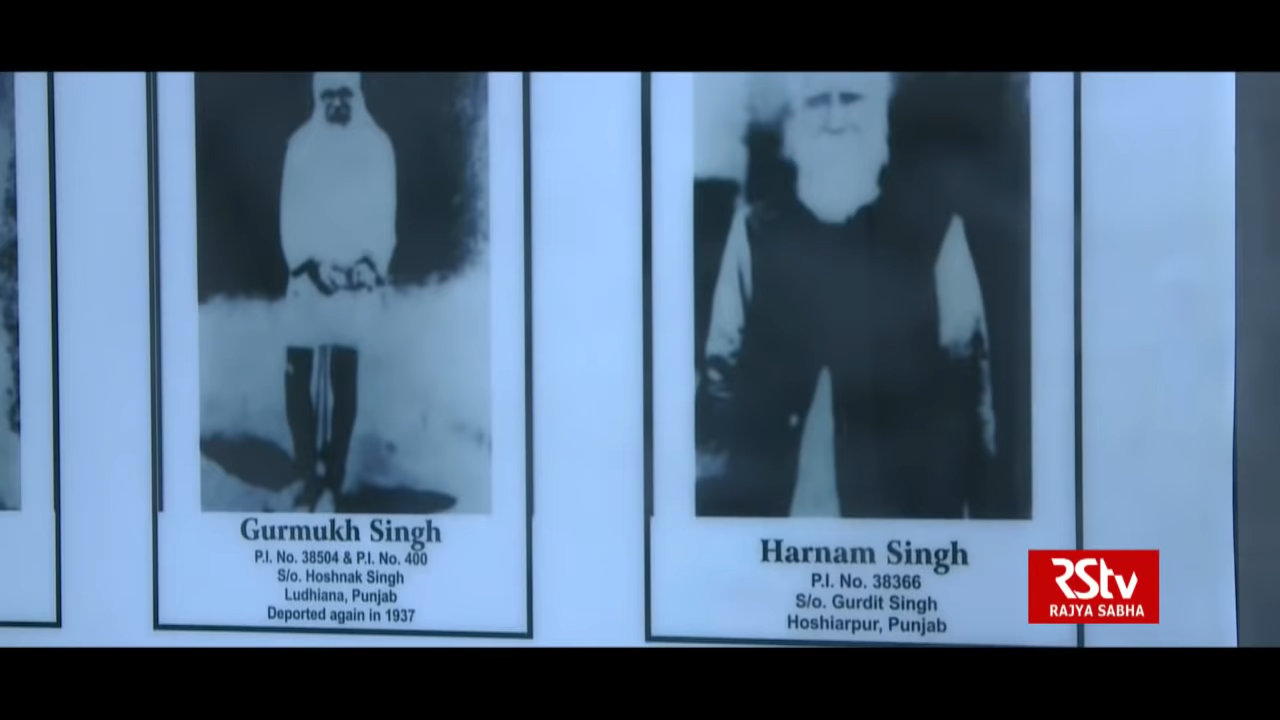 Gurmukh Singh
P.I. No. 38504 & P.I. No. 400
S/o. Hoshnak Singh
Ludhiana, Punjab
Deported again in 1937
Harnam Singh
P.I. No. 38366
S/o. Gurdit Singh
Hoshiarpur, Punjab
RStv
RAJYA SABHA